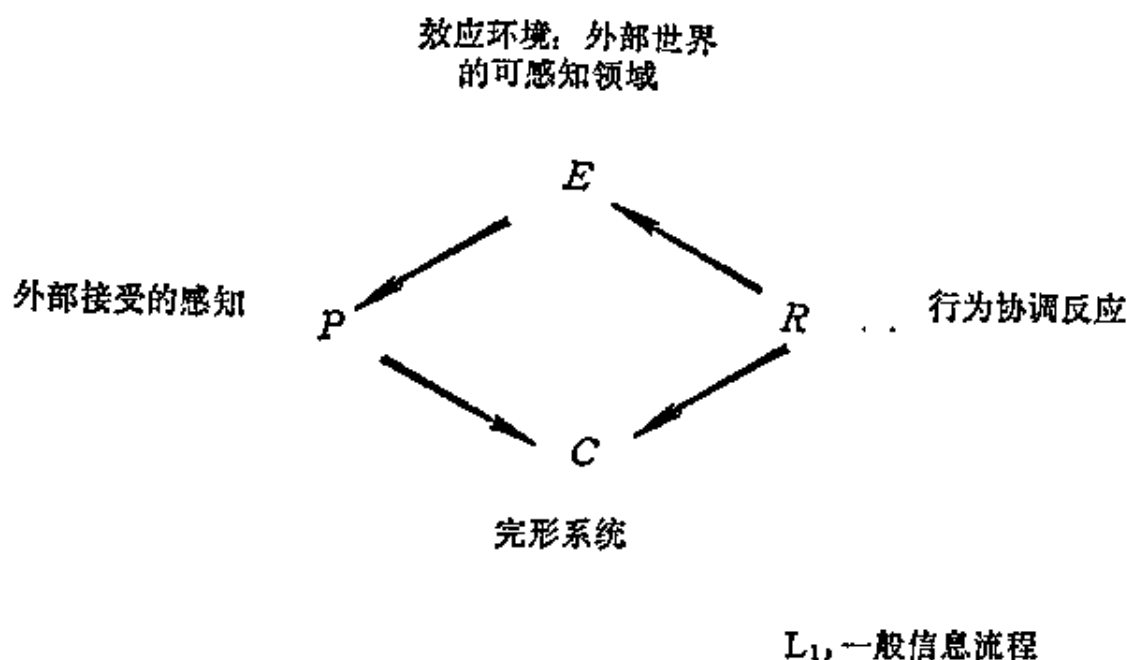 效应环境：外部世界
的可感知领域
E
外部接受的感知
P
R
行为协调反应
C
完形系统
L₁, 一般信息流程